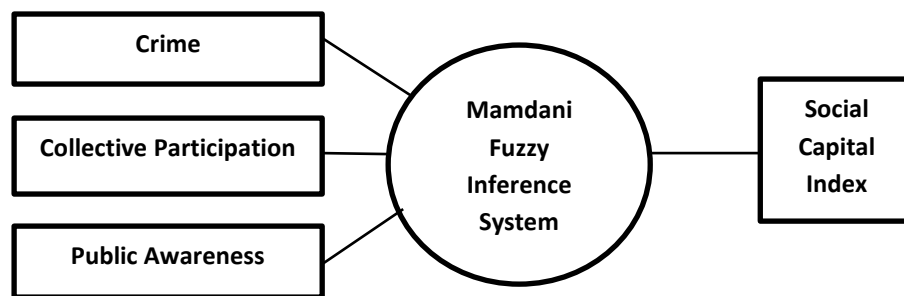 Crime
Collective Participation
Public Awareness
Mamdani
Fuzzy
Inference
System
Social
Capital
Index